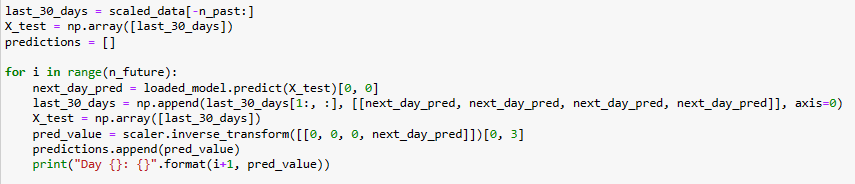 last_30_days = scaled_data[-n_past:]
X_test = np.array([last_30_days])
predictions = []

for i in range(n_future):
    next_day_pred = loaded_model.predict(X_test)[0, 0]
    last_30_days = np.append(last_30_days[1:, :], [[next_day_pred, next_day_pred, next_day_pred, next_day_pred]], axis=0)
    X_test = np.array([last_30_days])
    pred_value = scaler.inverse_transform([[0, 0, 0, next_day_pred]])[0, 3]
    predictions.append(pred_value)
    print("Day {}: {}".format(i+1, pred_value))